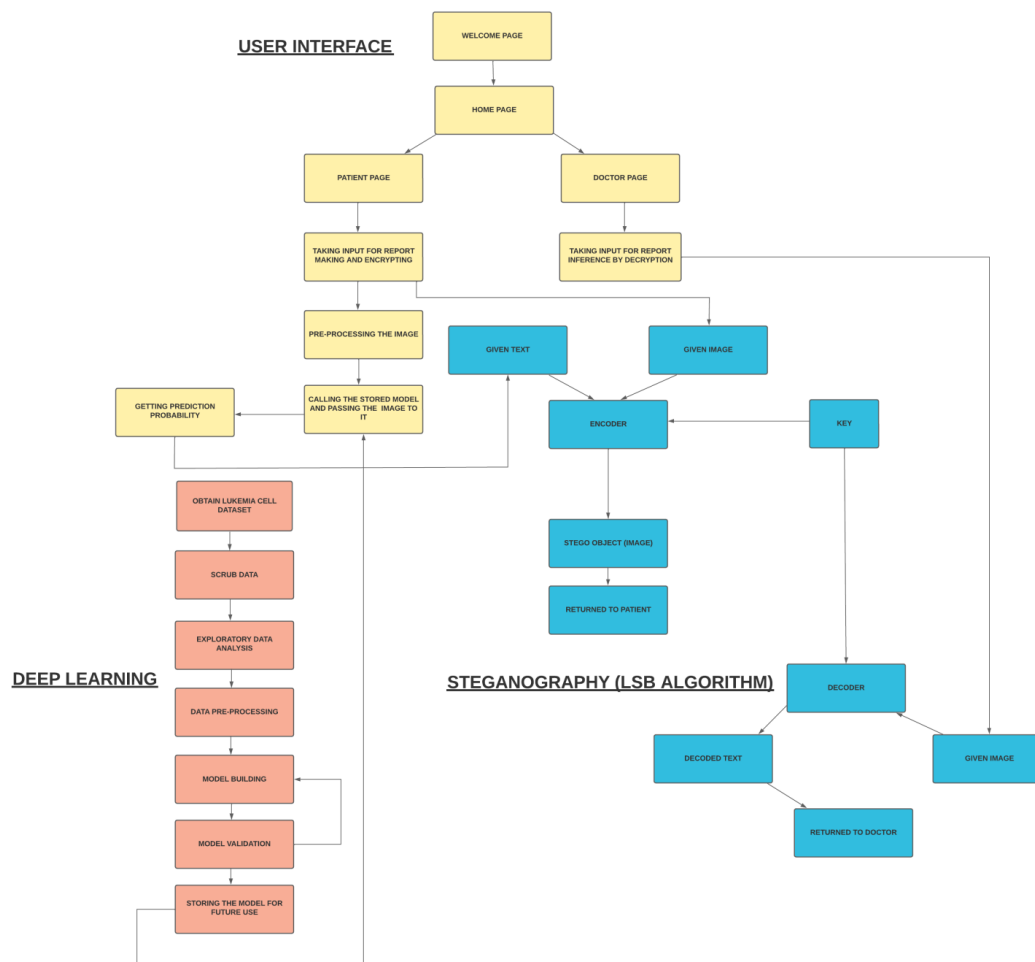 USER INTERFACE
WELCOME PAGE
HOME PAGE
PATIENT PAGE
DOCTOR PAGE
TAKING INPUT FOR REPORT
MAKING AND ENCRYPTING
TAKING INPUT FOR REPORT
INFERENCE BY DECRYPTION
PRE-PROCESSING THE IMAGE
GIVEN TEXT
GIVEN IMAGE
GETTING PREDICTION
PROBABILITY
CALLING THE STORED MODEL
AND PASSING THE IMAGE TO
IT
ENCODER
KEY
OBTAIN LUKEMIA CELL
DATASET
STEGO OBJECT (IMAGE)
SCRUB DATA
RETURNED TO PATIENT
EXPLORATORY DATA
ANALYSIS
DEEP LEARNING
STEGANOGRAPHY (LSB ALGORITHM)
DECODER
DATA PRE-PROCESSING
DECODED TEXT
GIVEN IMAGE
MODEL BUILDING
RETURNED TO DOCTOR
MODEL VALIDATION
STORING THE MODEL FOR
FUTURE USE